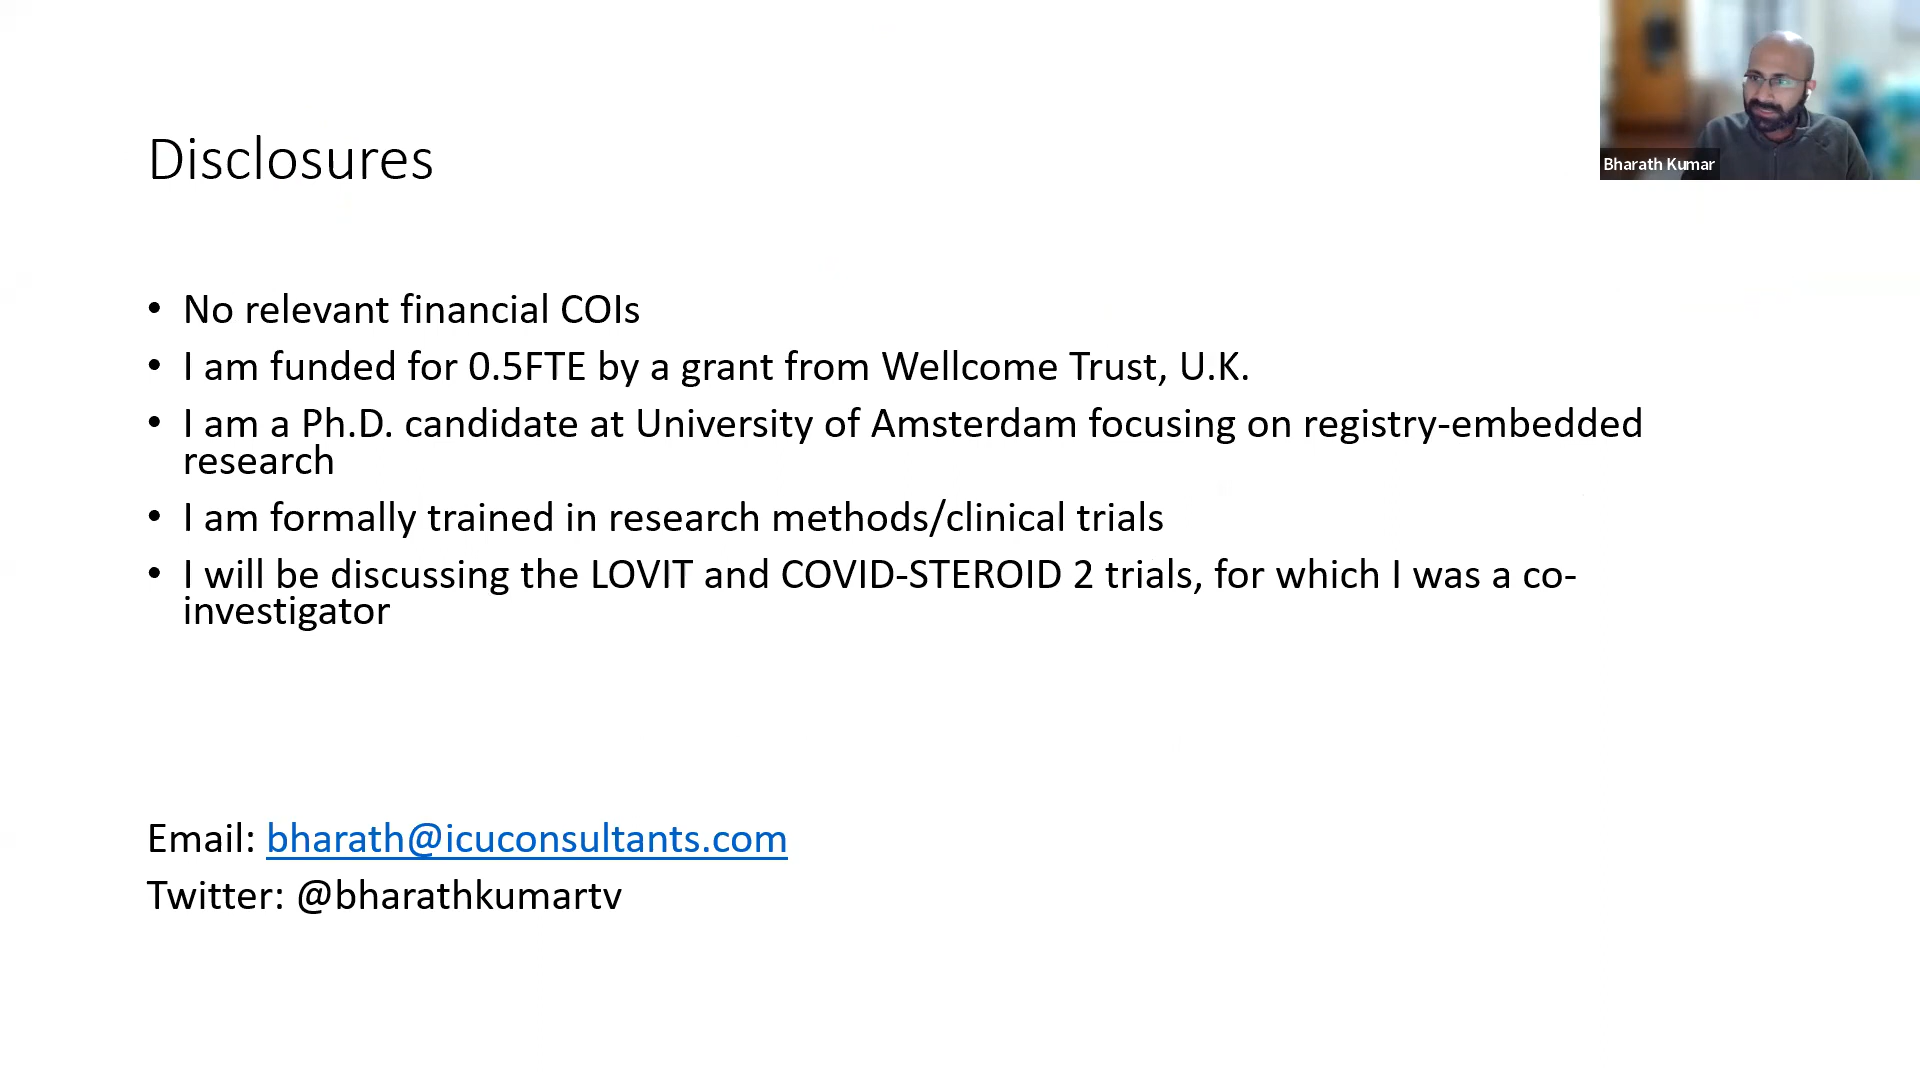 Bharath Kumar
Disclosures
• No relevant financial COIs
• I am funded for 0.5FTE by a grant from Wellcome Trust, U.K.
• I am a Ph.D. candidate at University of Amsterdam focusing on registry-embedded
research
• I am formally trained in research methods/clinical trials
• I will be discussing the LOVIT and COVID-STEROID 2 trials, for which I was a co-
investigator
Email: bharath@icuconsultants.com
Twitter: @bharathkumartv